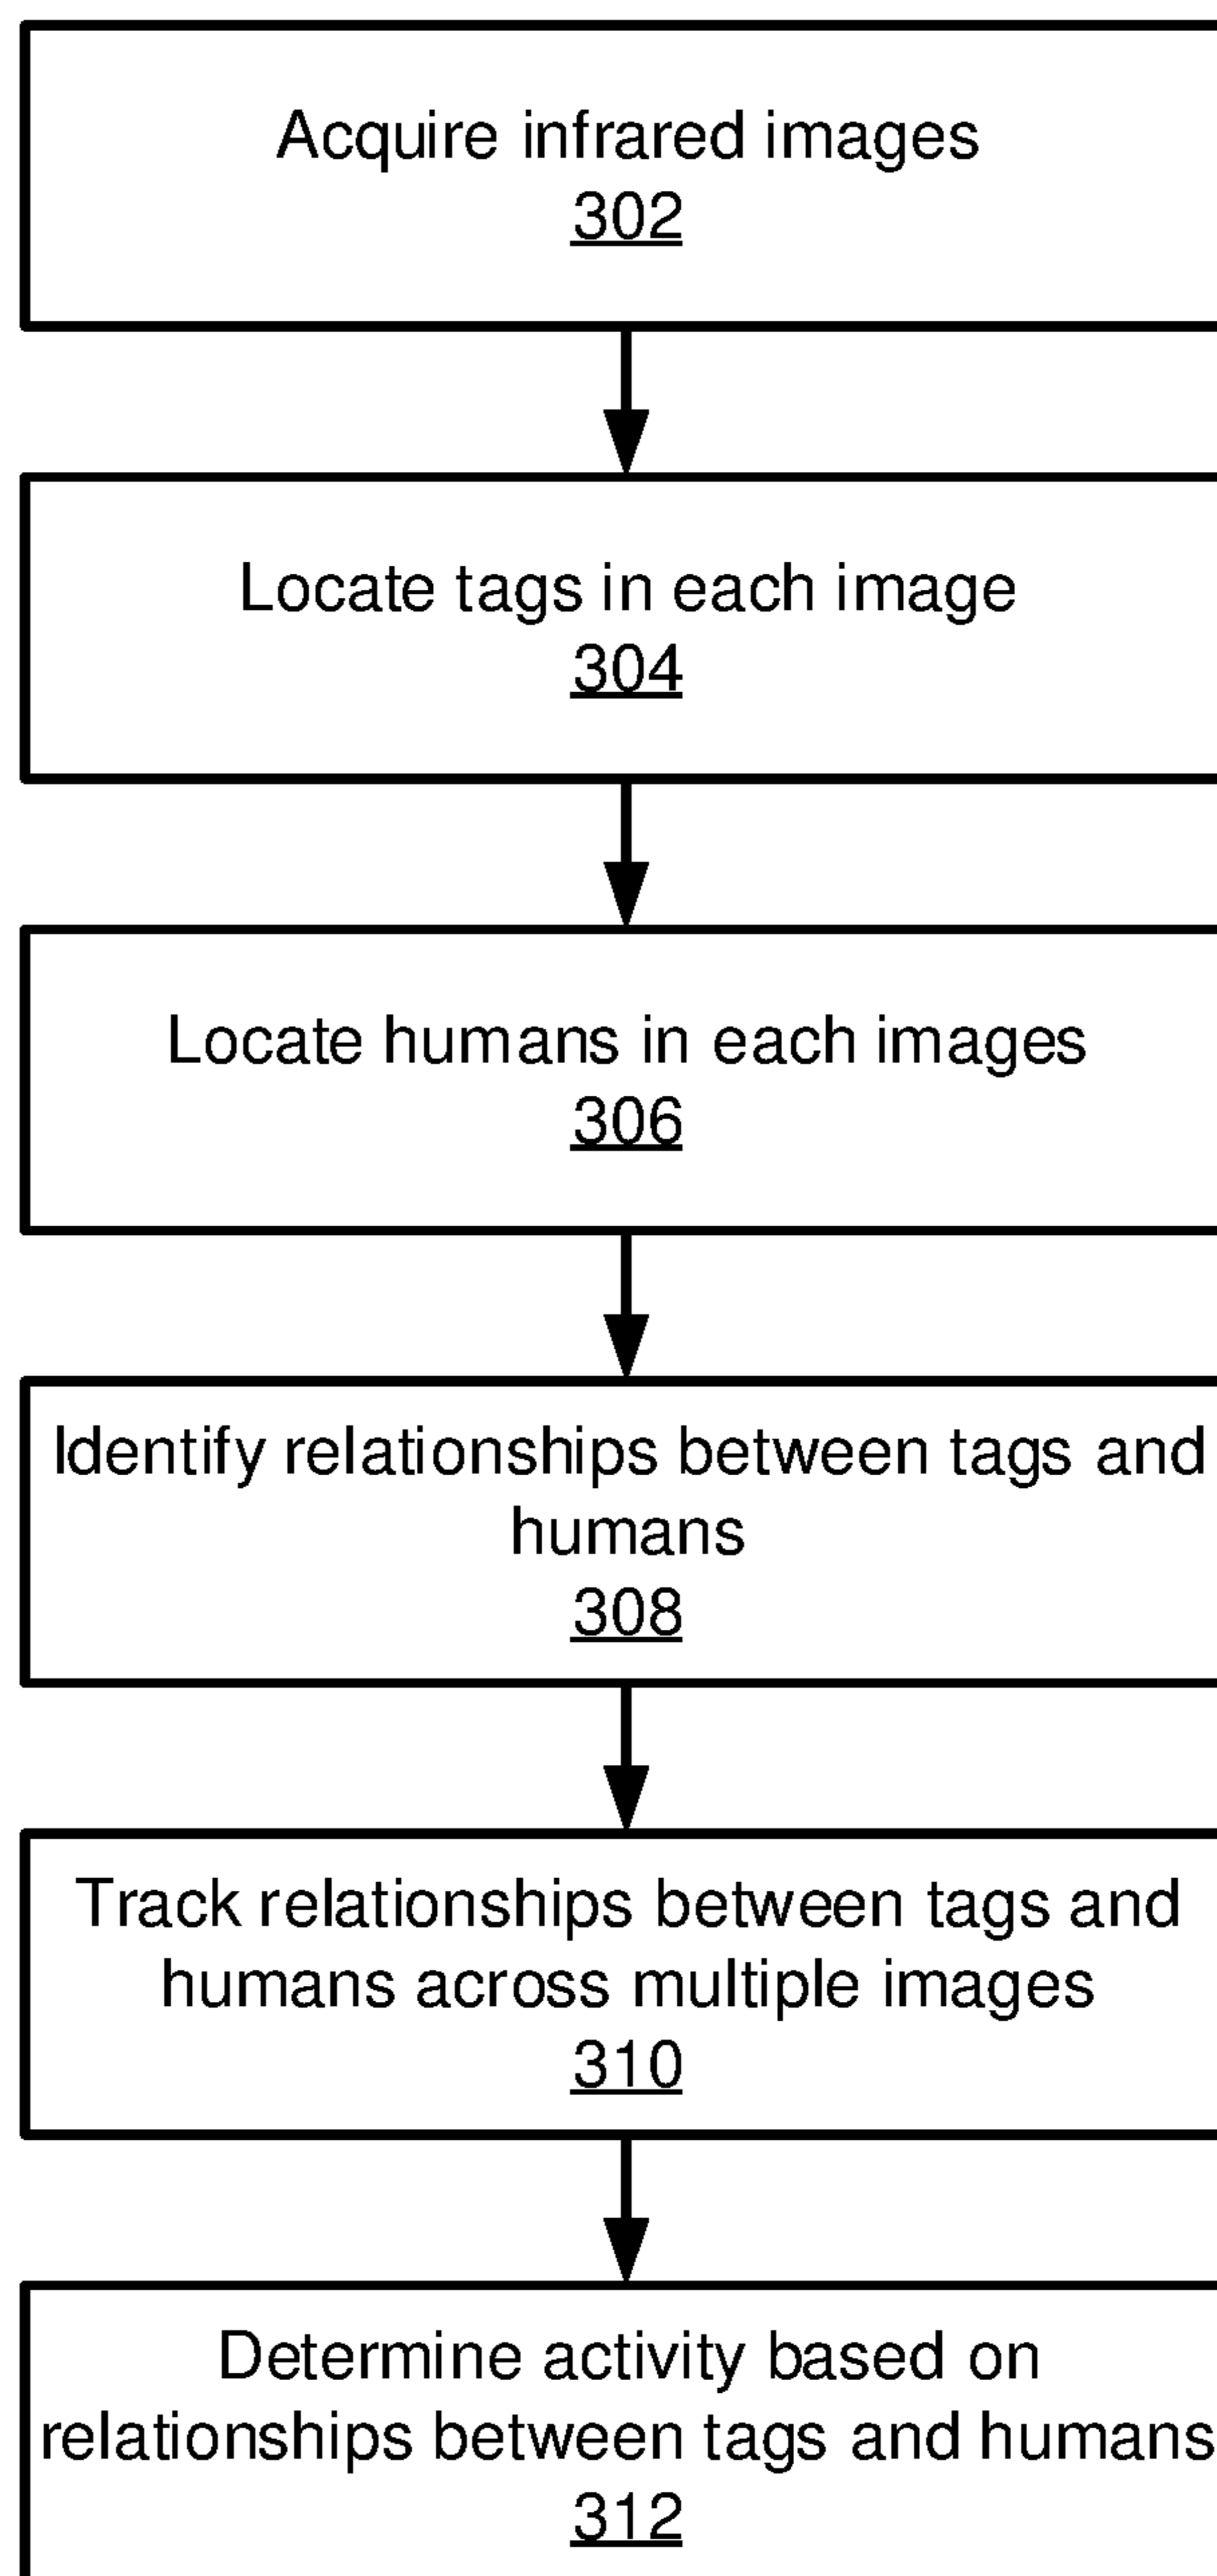 Acquire infrared images
302
Locate tags in each image
304
Locate humans in each images
306
Identify relationships between tags and
humans
308
Track relationships between tags and
humans across multiple images
310
Determine activity based on
relationships between tags and humans
312